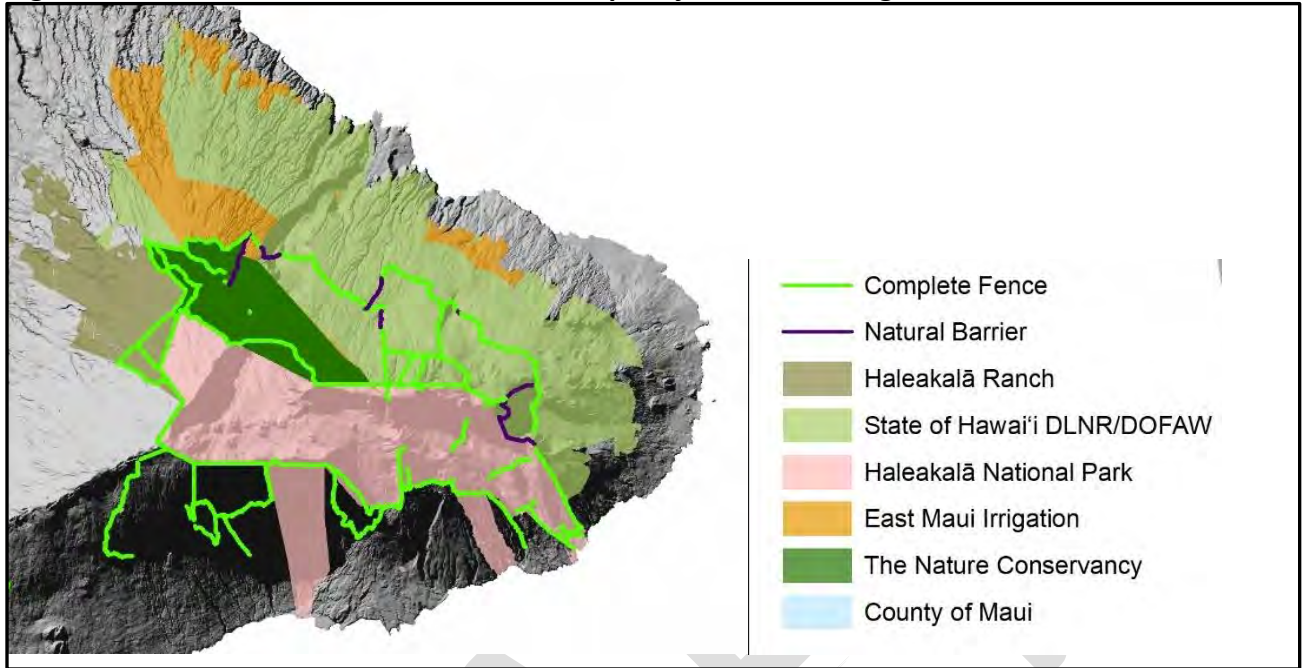 Complete Fence
Natural Barrier
Haleakalā Ranch
State of Hawai‘i DLNR/DOFAW
Haleakalā National Park
East Maui Irrigation
The Nature Conservancy
County of Maui